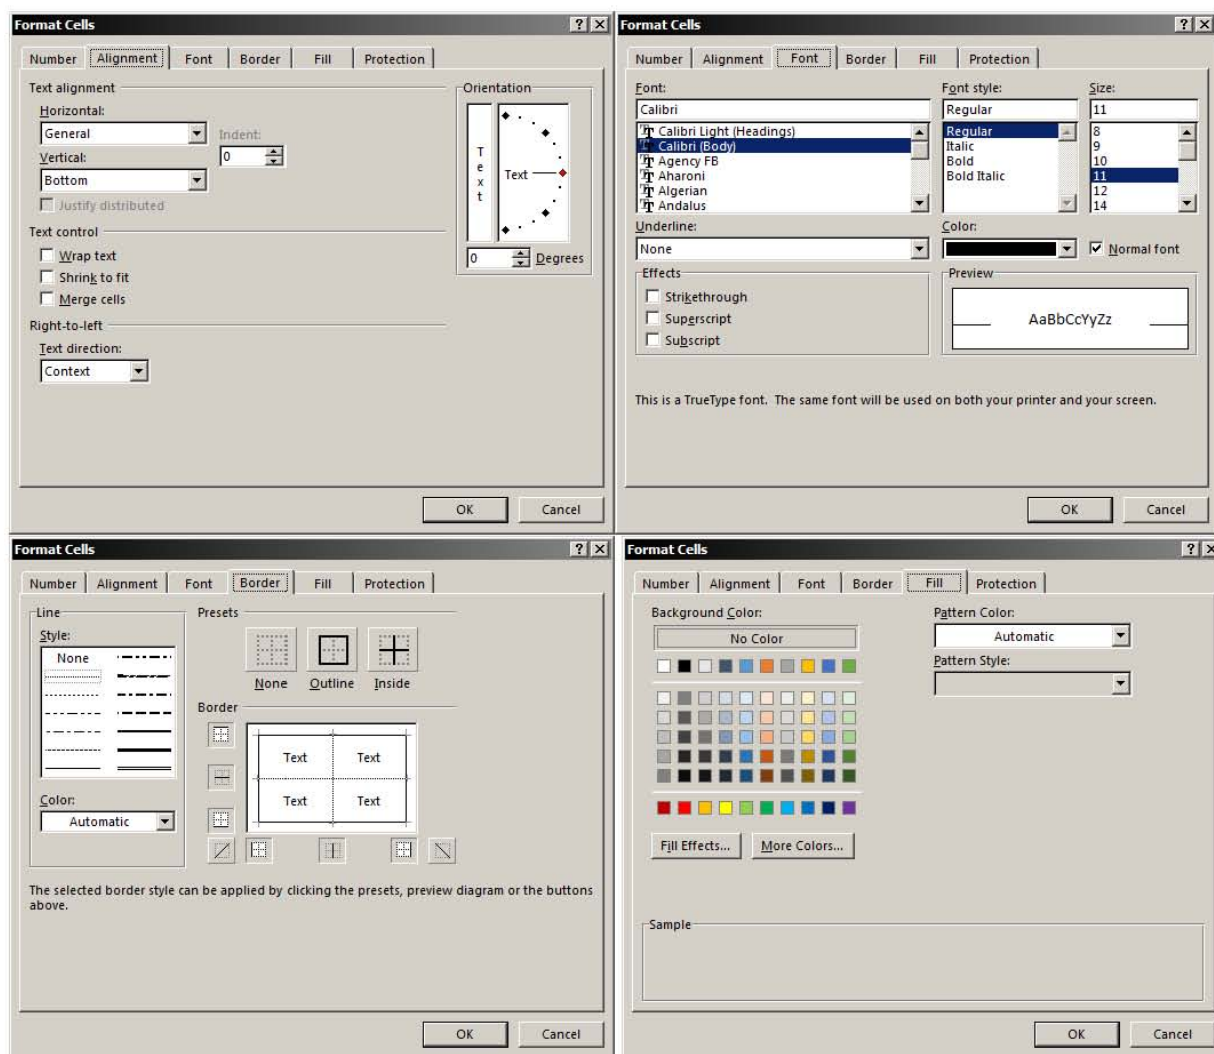 Format Cells
Number Alignment Font Border Fill Protection
Text alignment
Horizontal:
General
Indent:
0
Vertical:
Bottom
Justify distributed
Text control
Wrap text
Shrink to fit
Merge cells
Right-to-left
Text direction:
Context
Orientation
Text
Text
0 Degrees
OK Cancel
Format Cells
Number Alignment Font Border Fill Protection
Font:
Calibri
Calibri Light (Headings)
Calibri (Body)
Agency FB
Aharoni
Algerian
Andalus
Font style:
Regular
Regular
Italic
Bold
Bold Italic
Size:
11
8
9
10
11
12
14
Underline:
None
Color:
Normal font
Effects
Strikethrough
Superscript
Subscript
Preview
AaBbCcYyZz
This is a TrueType font. The same font will be used on both your printer and your screen.
OK Cancel
Format Cells
Number Alignment Font Border Fill Protection
Line
Style:
None
Color:
Automatic
Presets
None Outline Inside
Border
Text Text
Text Text
The selected border style can be applied by clicking the presets, preview diagram or the buttons
above.
OK Cancel
Format Cells
Number Alignment Font Border Fill Protection
Background Color:
No Color
Fill Effects... More Colors...
Pattern Color:
Automatic
Pattern Style:
Sample
OK Cancel